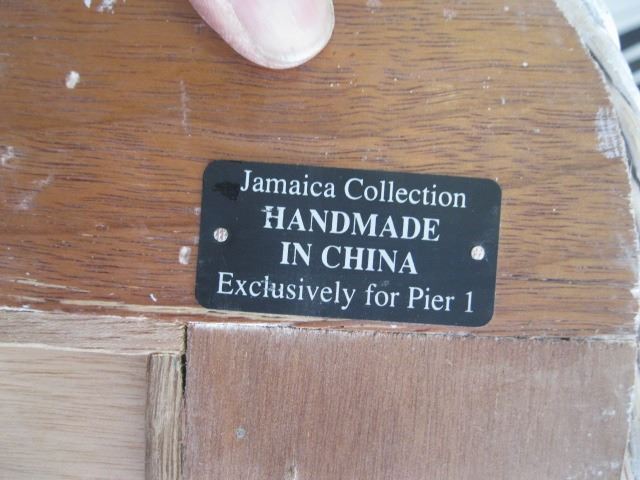 Jamaica Collection
HANDMADE
IN CHINA
Exclusively for Pier 1